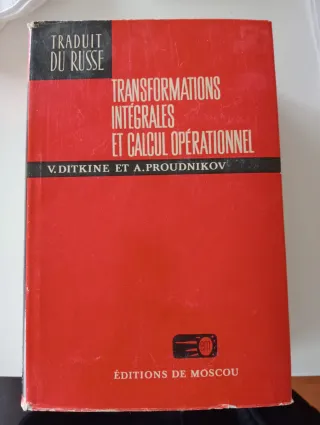 TRADUIT
DU RUSSE
TRANSFORMATIONS
INTÉGRALES
ET CALCUL OPÉRATIONNEL
V. DITKINE ET A. PROUDNIKOV
ÉDITIONS DE MOSCOU